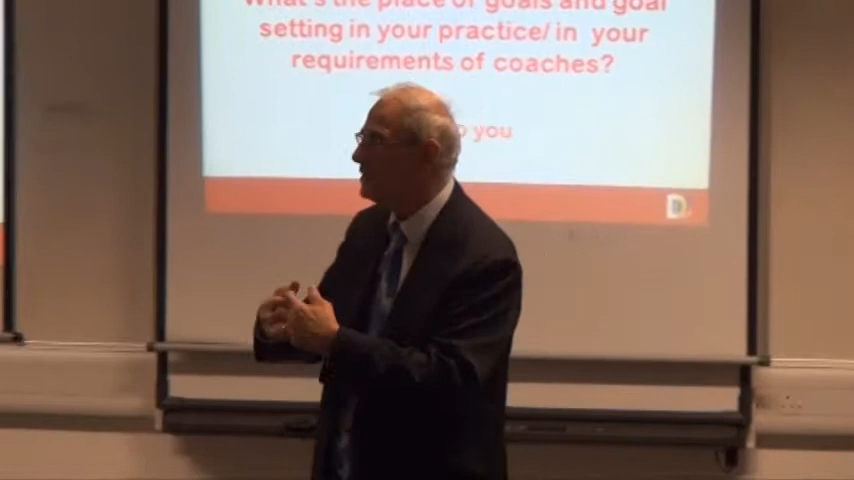 What's the place of goals and goal
setting in your practice/ in your
requirements of coaches?
you
D